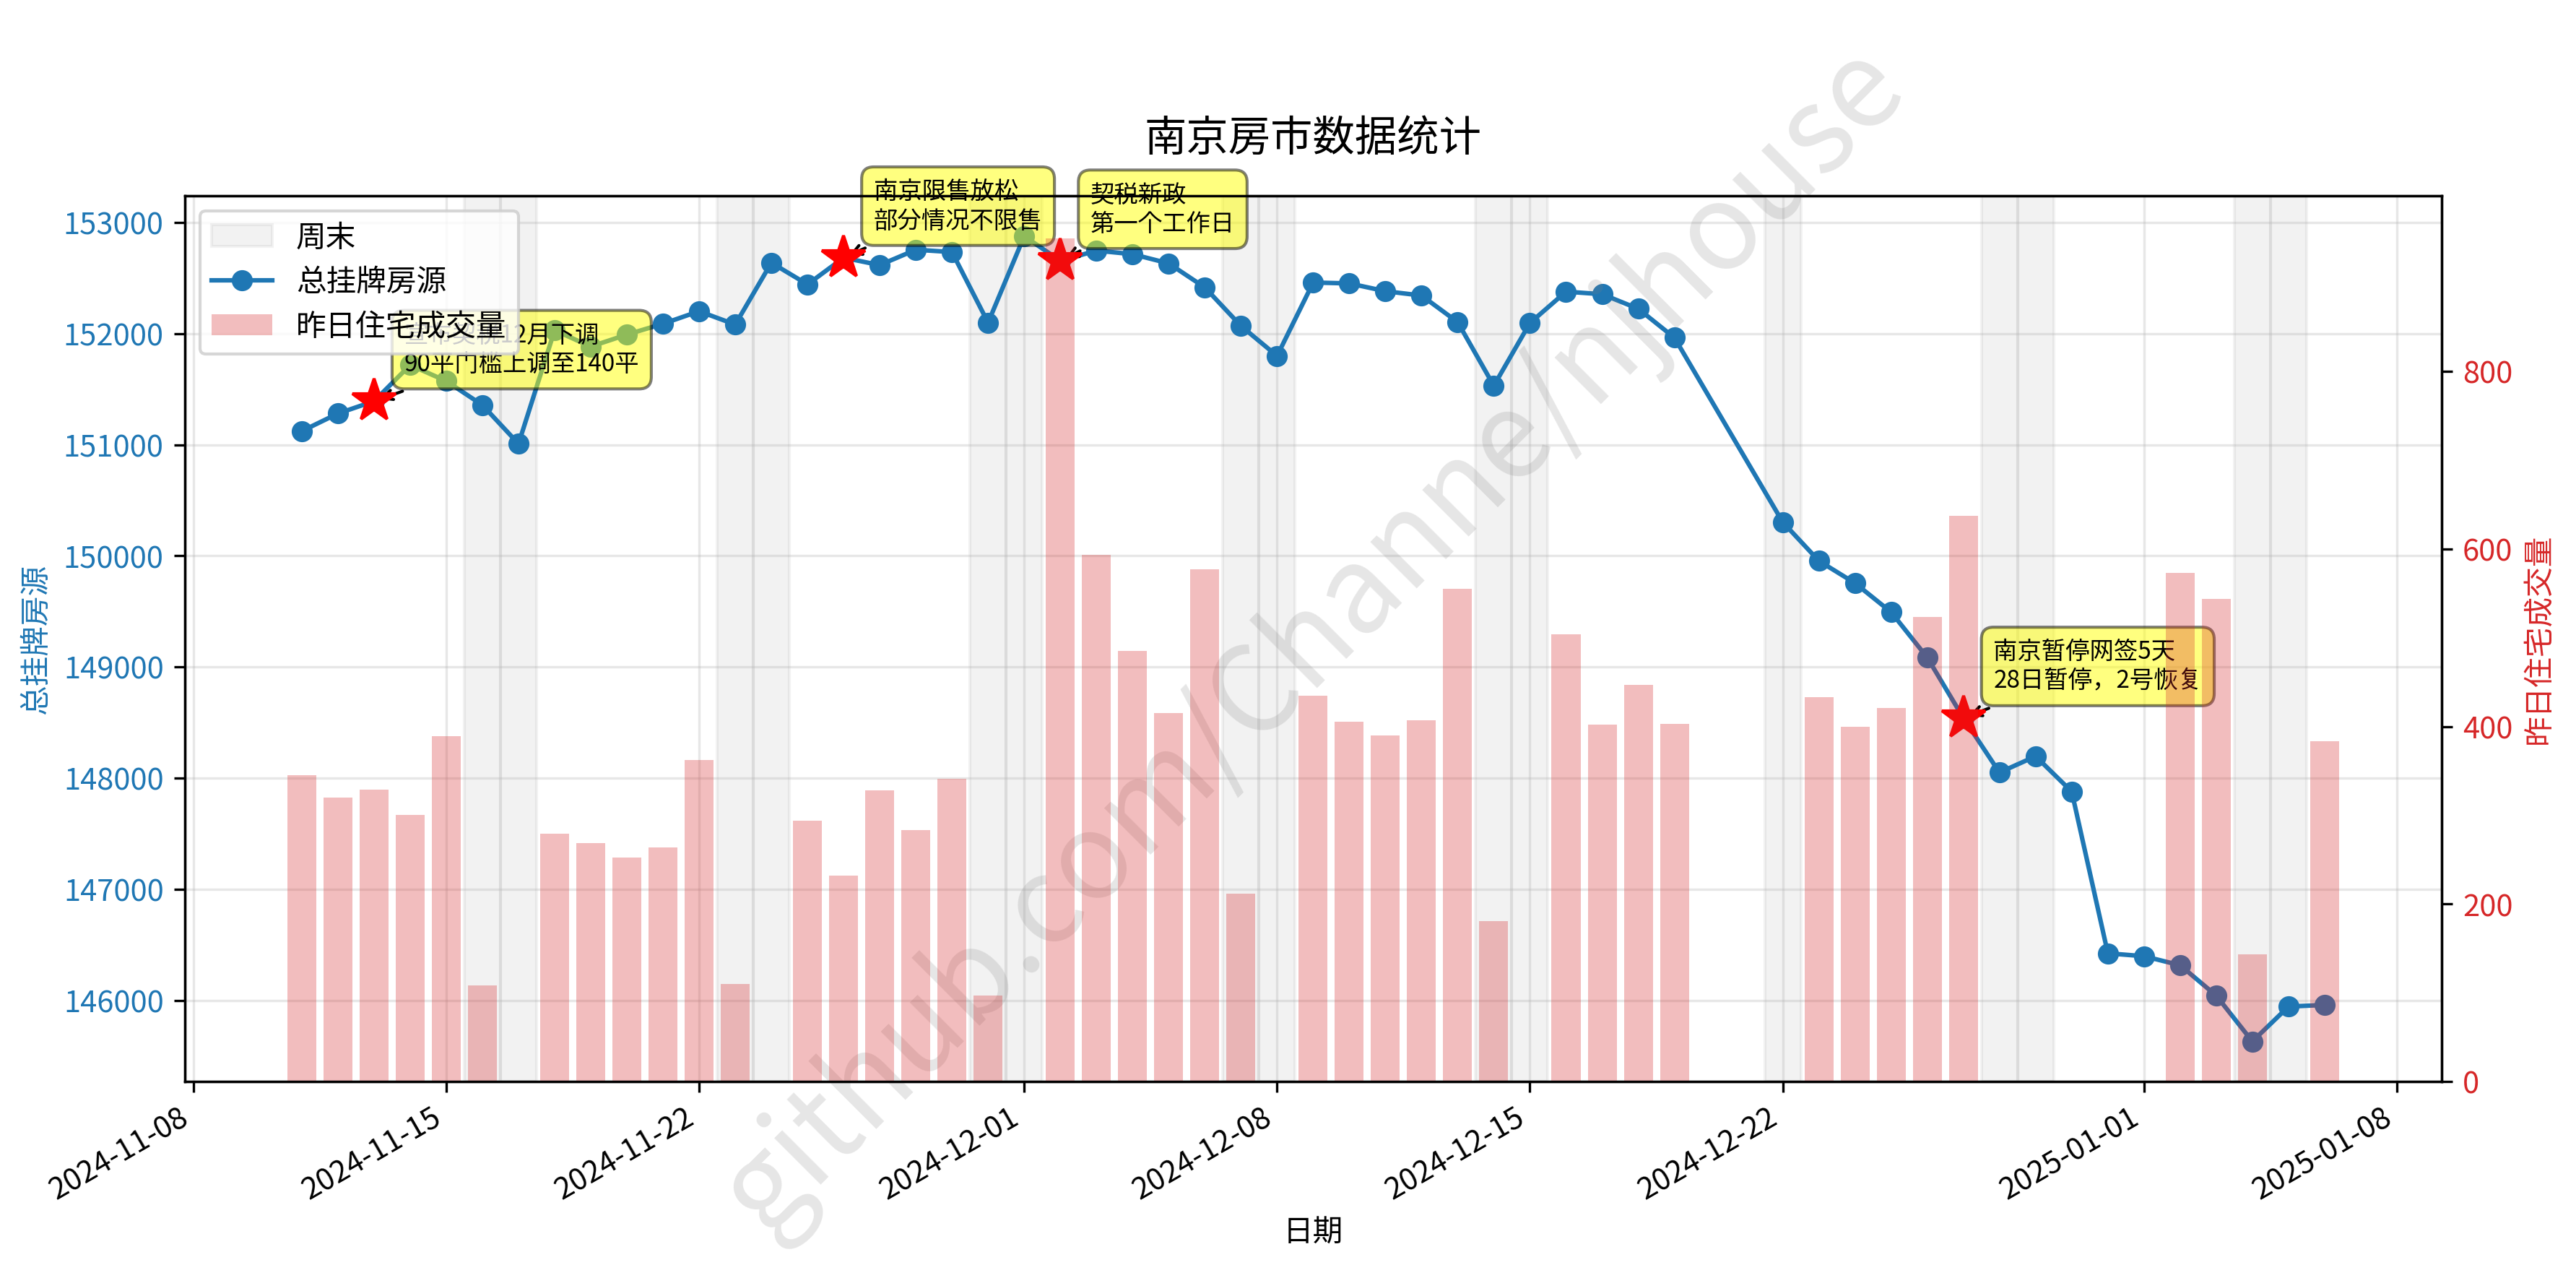 南京房市数据统计
南京限售放松
部分情况不限售
契税新政
第一个工作日
周末
总挂牌房源
昨日住宅成交量
12月下调
90平门槛上调至140平
南京暂停网签5天
28日暂停，2号恢复
153000
152000
151000
150000
149000
148000
147000
146000
总挂牌房源
800
600
400
200
0
昨日住宅成交量
2024-11-08
2024-11-15
2024-11-22
2024-12-01
2024-12-08
2024-12-15
2024-12-22
2025-01-01
2025-01-08
日期
github.com/Channe/njhouse